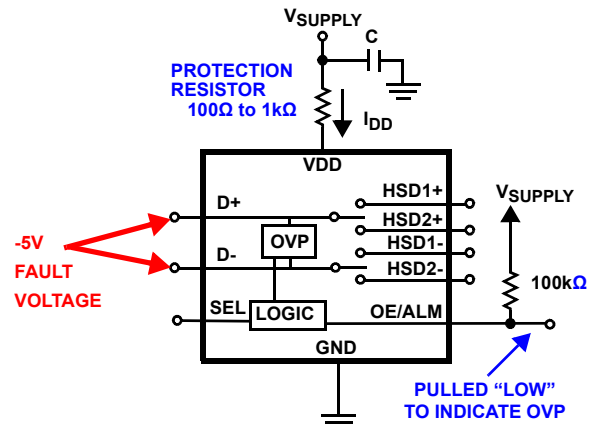 VSUPPLY
C
PROTECTION
RESISTOR
100Ω to 1kΩ
IDD
VDD
D+
HSD1+
VSUPPLY
HSD2+
OVP
-5V
FAULT
VOLTAGE
D-
HSD1-
HSD2-
100kΩ
SEL
LOGIC
OE/ALM
GND
PULLED “LOW”
TO INDICATE OVP